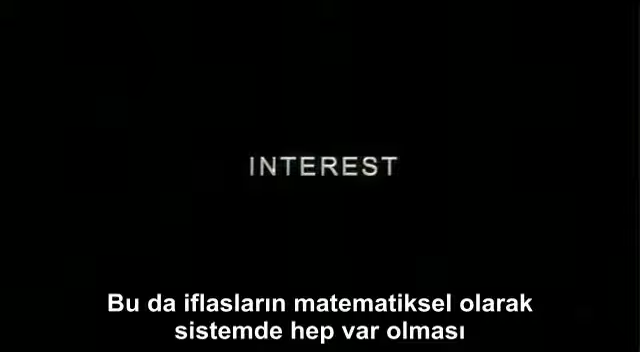 INTEREST
Bu da iflasların matematiksel olarak
sistemde hep var olması